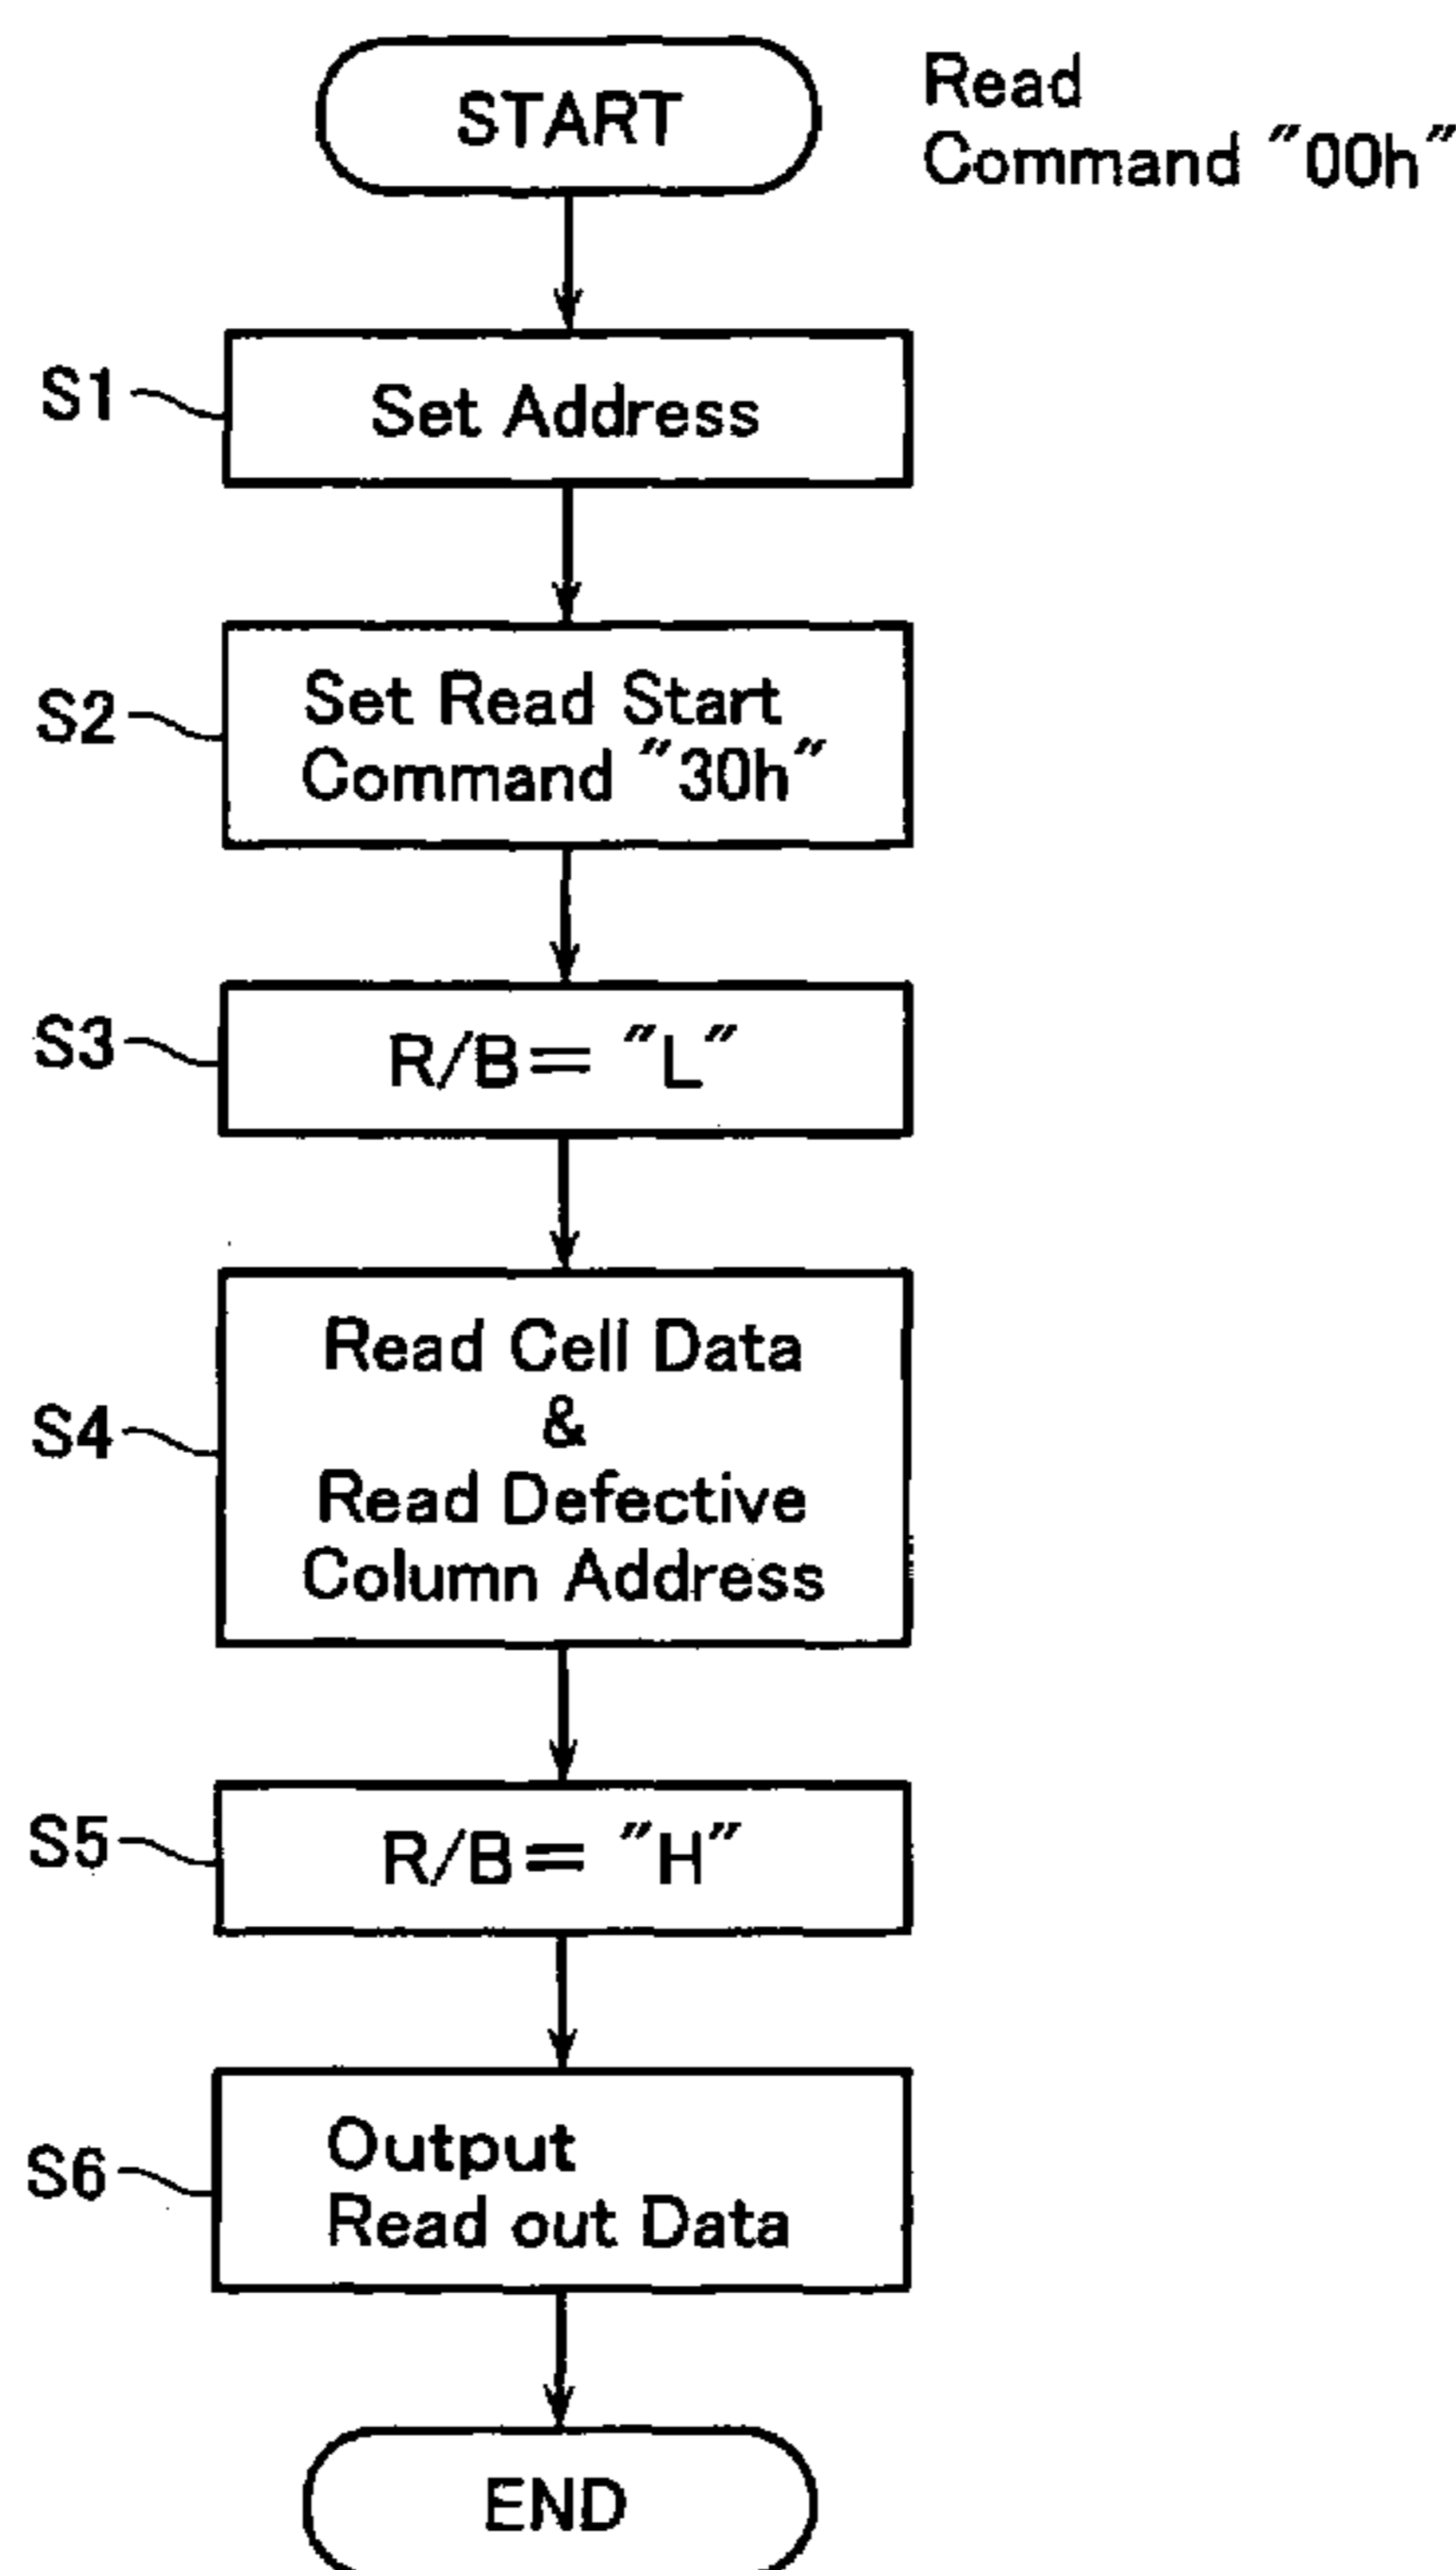 START
Read
Command "00h"
S1
Set Address
S2
Set Read Start
Command "30h"
S3
R/B= "L"
S4
Read Cell Data
&
Read Defective
Column Address
S5
R/B= "H"
S6
Output
Read out Data
END